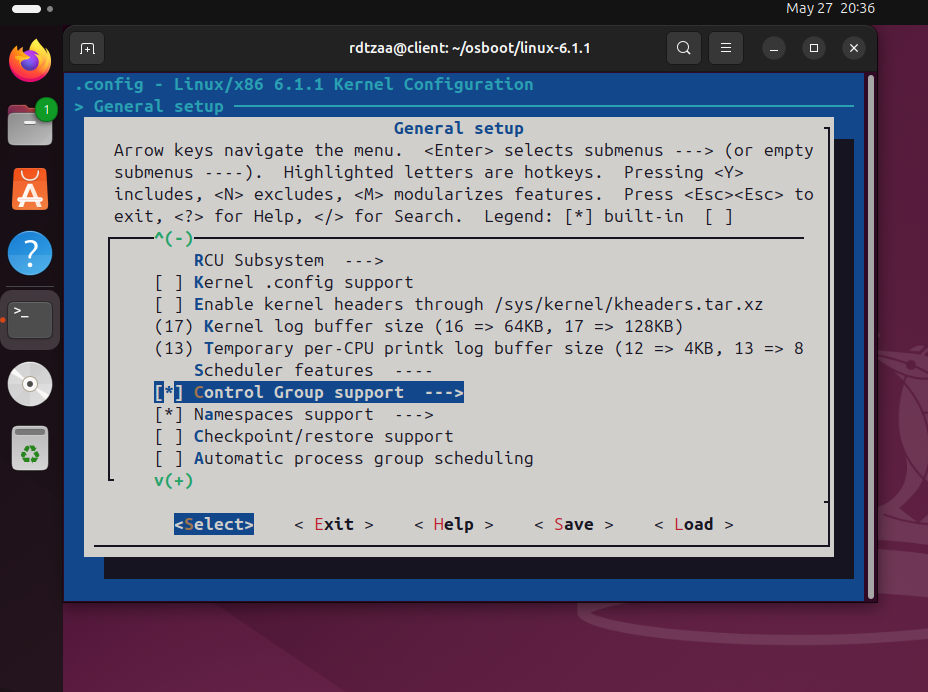 May 27 20:36
rdtzaa@client: ~/osboot/linux-6.1.1
1
.config - Linux/x86 6.1.1 Kernel Configuration
> General setup
General setup
Arrow keys navigate the menu. <Enter> selects submenus ---> (or empty
submenus ----). Highlighted letters are hotkeys. Pressing <Y>
includes, <N> excludes, <M> modularizes features. Press <Esc><Esc> to
exit, <?> for Help, </> for Search. Legend: [*] built-in [ ]
^(-)
RCU Subsystem --->
[ ] Kernel .config support
[ ] Enable kernel headers through /sys/kernel/kheaders.tar.xz
(17) Kernel log buffer size (16 => 64KB, 17 => 128KB)
(13) Temporary per-CPU printk log buffer size (12 => 4KB, 13 => 8
Scheduler features ----
[*] Control Group support --->
[*] Namespaces support --->
[ ] Checkpoint/restore support
[ ] Automatic process group scheduling
v(+)
<Select> < Exit > < Help > < Save > < Load >